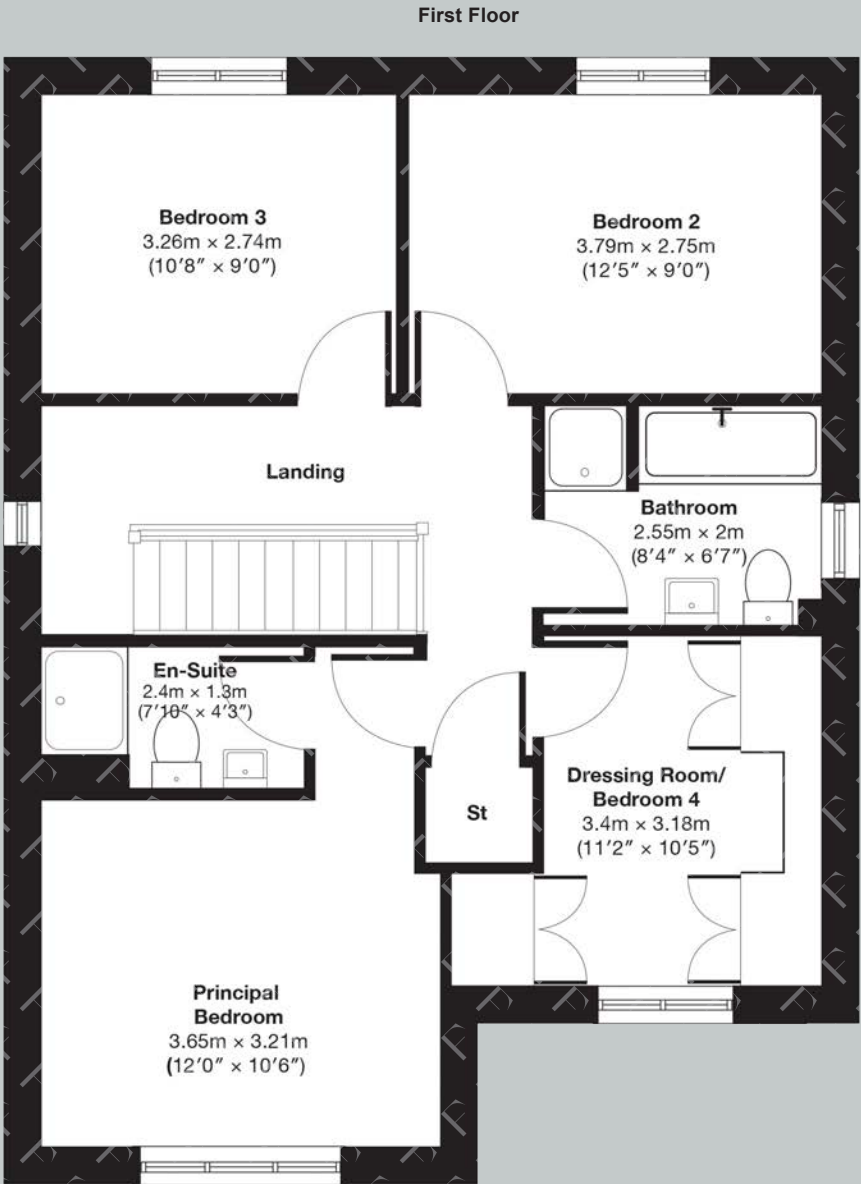 First Floor
Bedroom 3
3.26m × 2.74m
(10′8″ × 9′0″)
Bedroom 2
3.79m × 2.75m
(12′5″ × 9′0″)
Landing
Bathroom
2.55m × 2m
(8′4″ × 6′7″)
En-Suite
2.4m × 1.3m
(7′10″ × 4′3″)
Dressing Room/
Bedroom 4
3.4m × 3.18m
(11′2″ × 10′5″)
St
Principal
Bedroom
3.65m × 3.21m
(12′0″ × 10′6″)